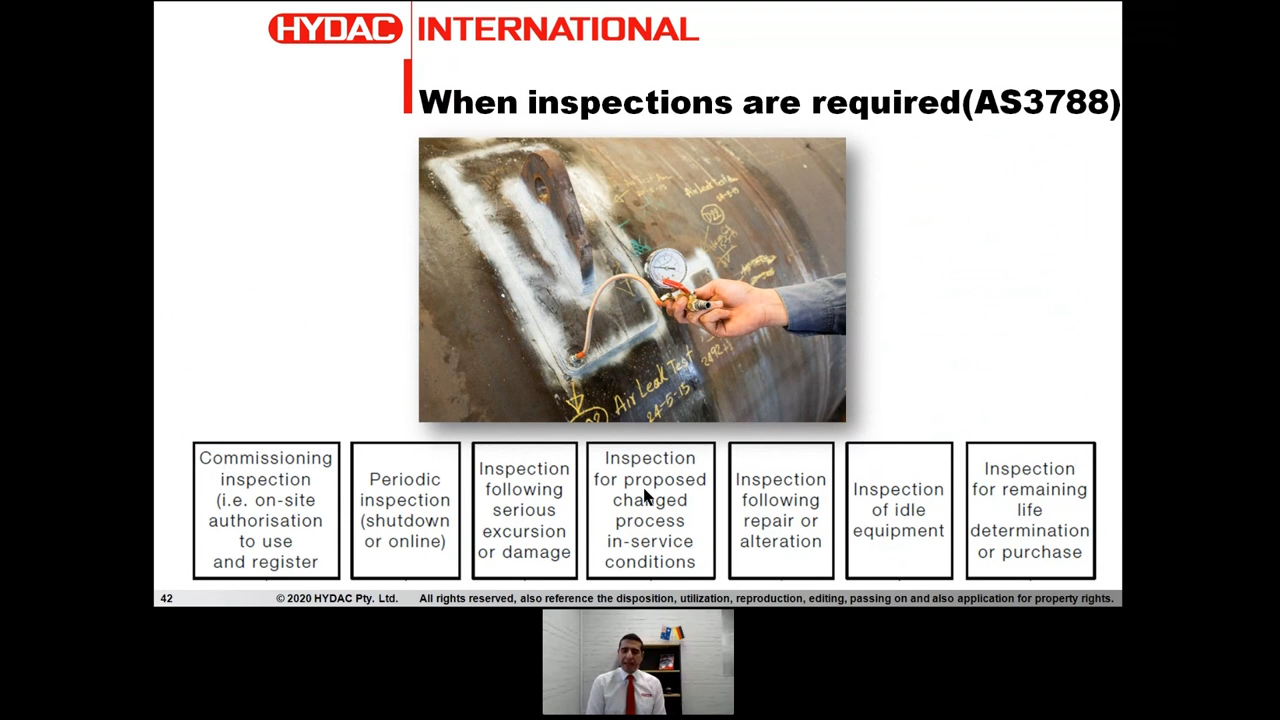 HYDAC INTERNATIONAL
When inspections are required(AS3788)
Air Leak Test
24-5-15
Commissioning
inspection
(i.e. on-site
authorisation
to use
and register
Periodic
inspection
(shutdown
or online)
Inspection
following
serious
excursion
or damage
Inspection
for proposed
changed
process
in-service
conditions
Inspection
following
repair or
alteration
Inspection
of idle
equipment
Inspection
for remaining
life
determination
or purchase
42
© 2020 HYDAC Pty. Ltd.
All rights reserved, also reference the disposition, utilization, reproduction, editing, passing on and also application for property rights.